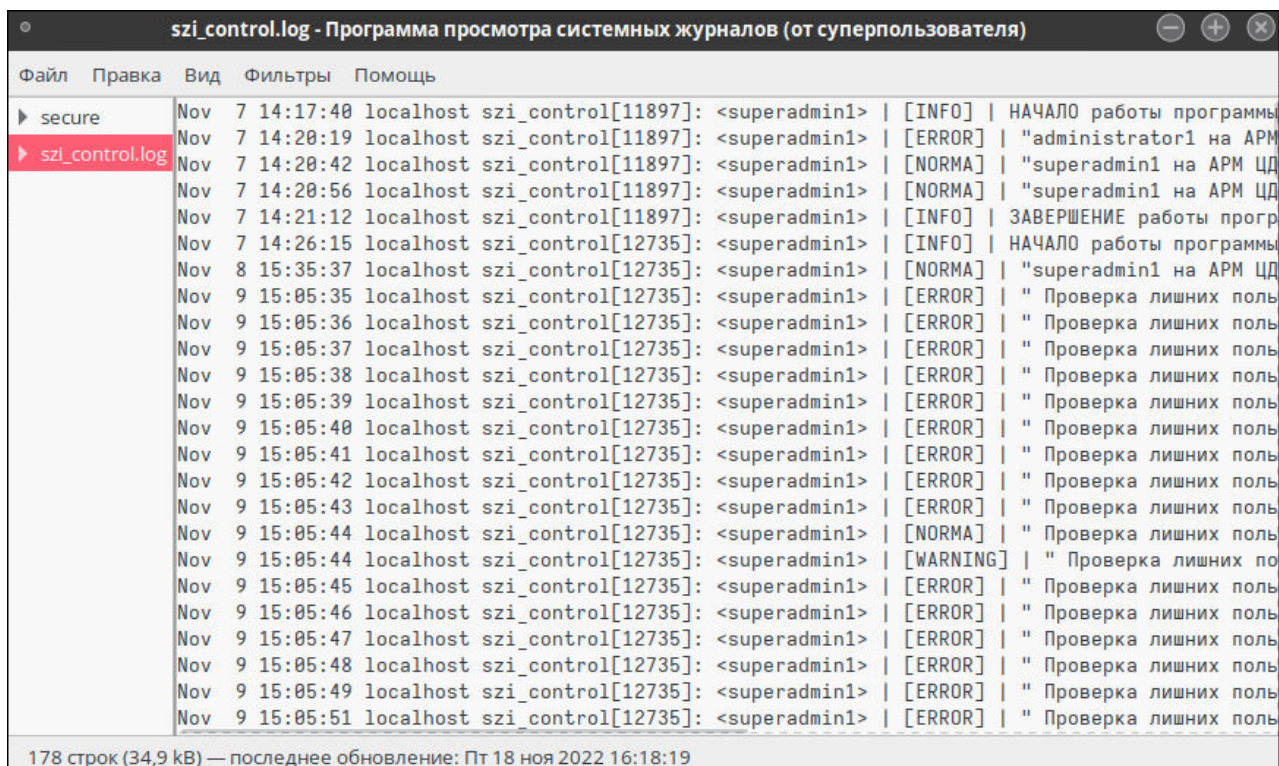 szi_control.log - Программа просмотра системных журналов (от суперпользователя)
Файл Правка Вид Фильтры Помощь
secure
szi_control.log
Nov 7 14:17:40 localhost szi_control[11897]: <superadmin1> | [INFO] | НАЧАЛО работы программы
Nov 7 14:20:19 localhost szi_control[11897]: <superadmin1> | [ERROR] | "administrator1 на АРМ
Nov 7 14:20:42 localhost szi_control[11897]: <superadmin1> | [NORMA] | "superadmin1 на АРМ ЦД
Nov 7 14:20:56 localhost szi_control[11897]: <superadmin1> | [NORMA] | "superadmin1 на АРМ ЦД
Nov 7 14:21:12 localhost szi_control[11897]: <superadmin1> | [INFO] | ЗАВЕРШЕНИЕ работы прогр
Nov 7 14:26:15 localhost szi_control[12735]: <superadmin1> | [INFO] | НАЧАЛО работы программы
Nov 8 15:35:37 localhost szi_control[12735]: <superadmin1> | [NORMA] | "superadmin1 на АРМ ЦД
Nov 9 15:05:35 localhost szi_control[12735]: <superadmin1> | [ERROR] | " Проверка лишних поль
Nov 9 15:05:36 localhost szi_control[12735]: <superadmin1> | [ERROR] | " Проверка лишних поль
Nov 9 15:05:37 localhost szi_control[12735]: <superadmin1> | [ERROR] | " Проверка лишних поль
Nov 9 15:05:38 localhost szi_control[12735]: <superadmin1> | [ERROR] | " Проверка лишних поль
Nov 9 15:05:39 localhost szi_control[12735]: <superadmin1> | [ERROR] | " Проверка лишних поль
Nov 9 15:05:40 localhost szi_control[12735]: <superadmin1> | [ERROR] | " Проверка лишних поль
Nov 9 15:05:41 localhost szi_control[12735]: <superadmin1> | [ERROR] | " Проверка лишних поль
Nov 9 15:05:42 localhost szi_control[12735]: <superadmin1> | [ERROR] | " Проверка лишних поль
Nov 9 15:05:43 localhost szi_control[12735]: <superadmin1> | [ERROR] | " Проверка лишних поль
Nov 9 15:05:44 localhost szi_control[12735]: <superadmin1> | [NORMA] | " Проверка лишних поль
Nov 9 15:05:44 localhost szi_control[12735]: <superadmin1> | [WARNING] | " Проверка лишних по
Nov 9 15:05:45 localhost szi_control[12735]: <superadmin1> | [ERROR] | " Проверка лишних поль
Nov 9 15:05:46 localhost szi_control[12735]: <superadmin1> | [ERROR] | " Проверка лишних поль
Nov 9 15:05:47 localhost szi_control[12735]: <superadmin1> | [ERROR] | " Проверка лишних поль
Nov 9 15:05:48 localhost szi_control[12735]: <superadmin1> | [ERROR] | " Проверка лишних поль
Nov 9 15:05:49 localhost szi_control[12735]: <superadmin1> | [ERROR] | " Проверка лишних поль
Nov 9 15:05:51 localhost szi_control[12735]: <superadmin1> | [ERROR] | " Проверка лишних поль
178 строк (34,9 kB) — последнее обновление: Пт 18 ноя 2022 16:18:19